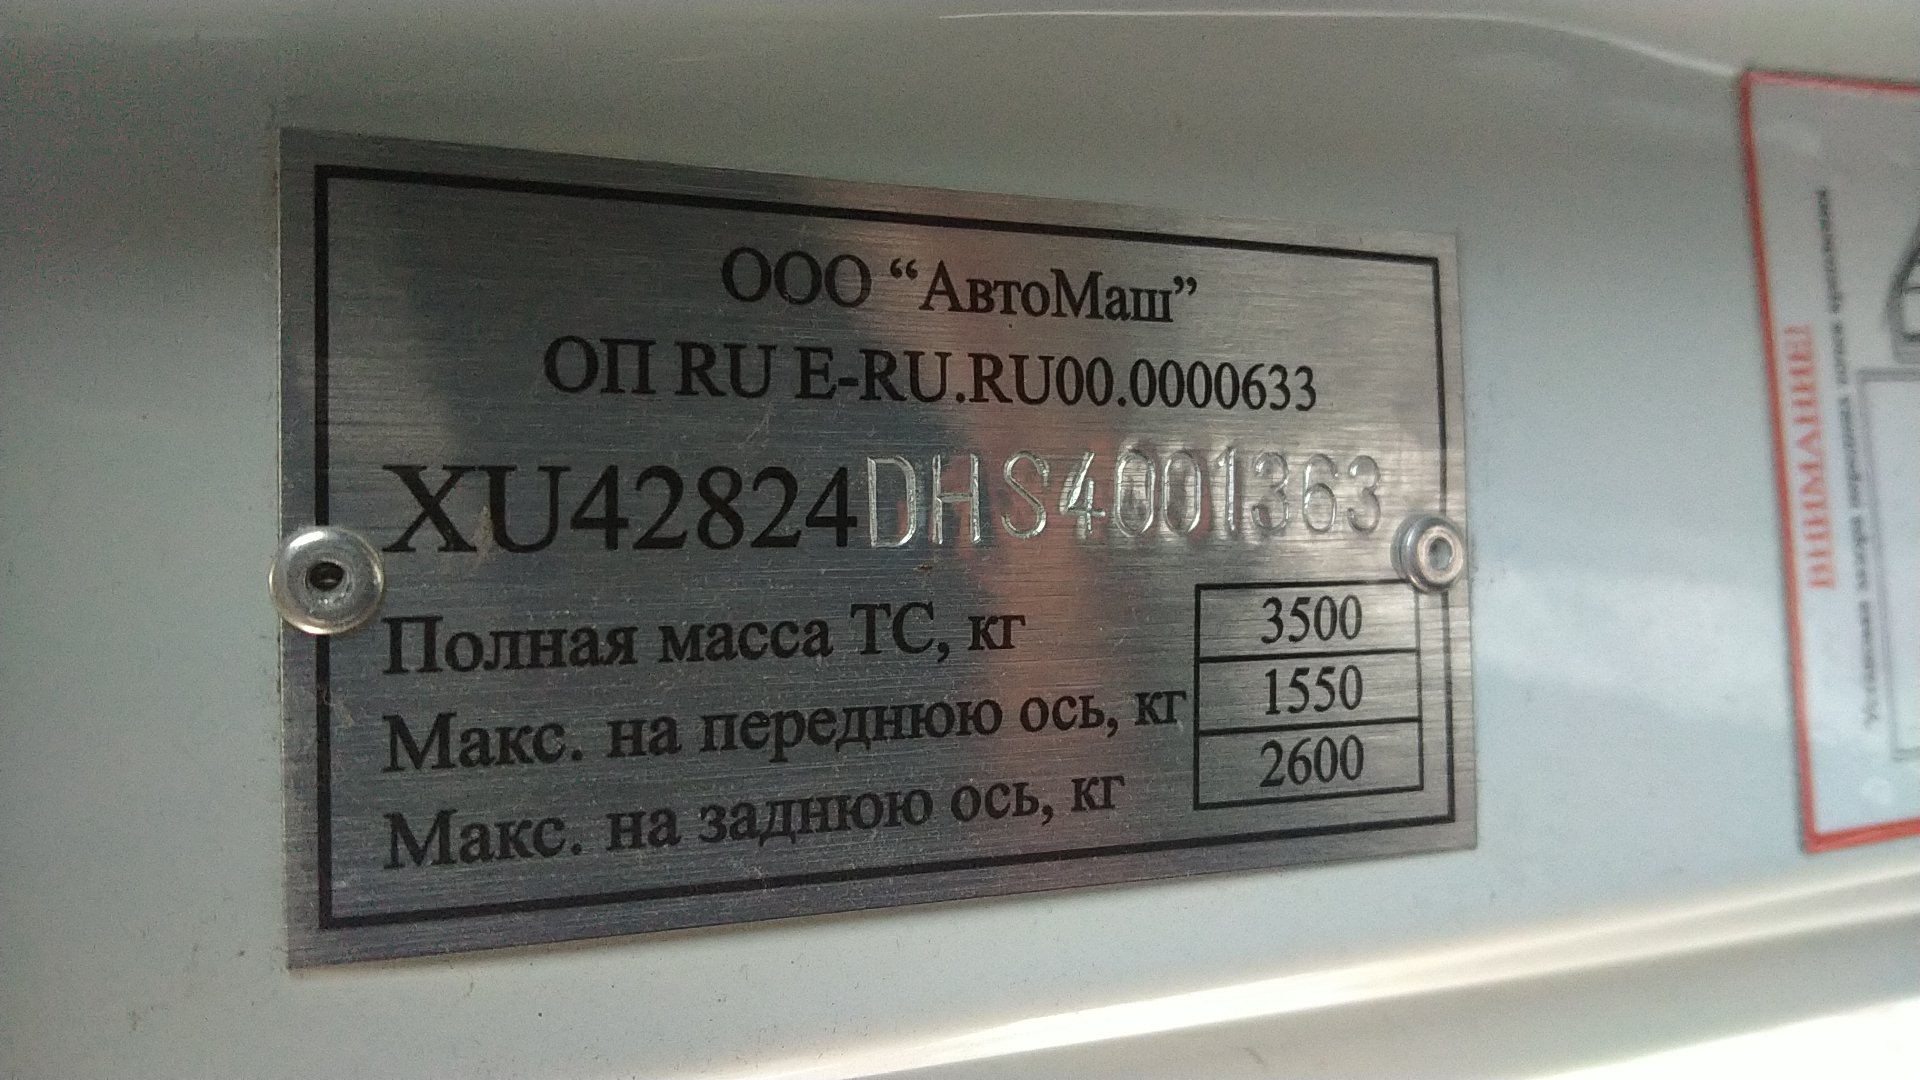 ООО “АвтоМаш”
ОП RU E-RU.RU00.0000633
XU42824DHS4001363
Полная масса ТС, кг 3500
Макс. на переднюю ось, кг 1550
Макс. на заднюю ось, кг 2600
ВНИМАНИЕ!